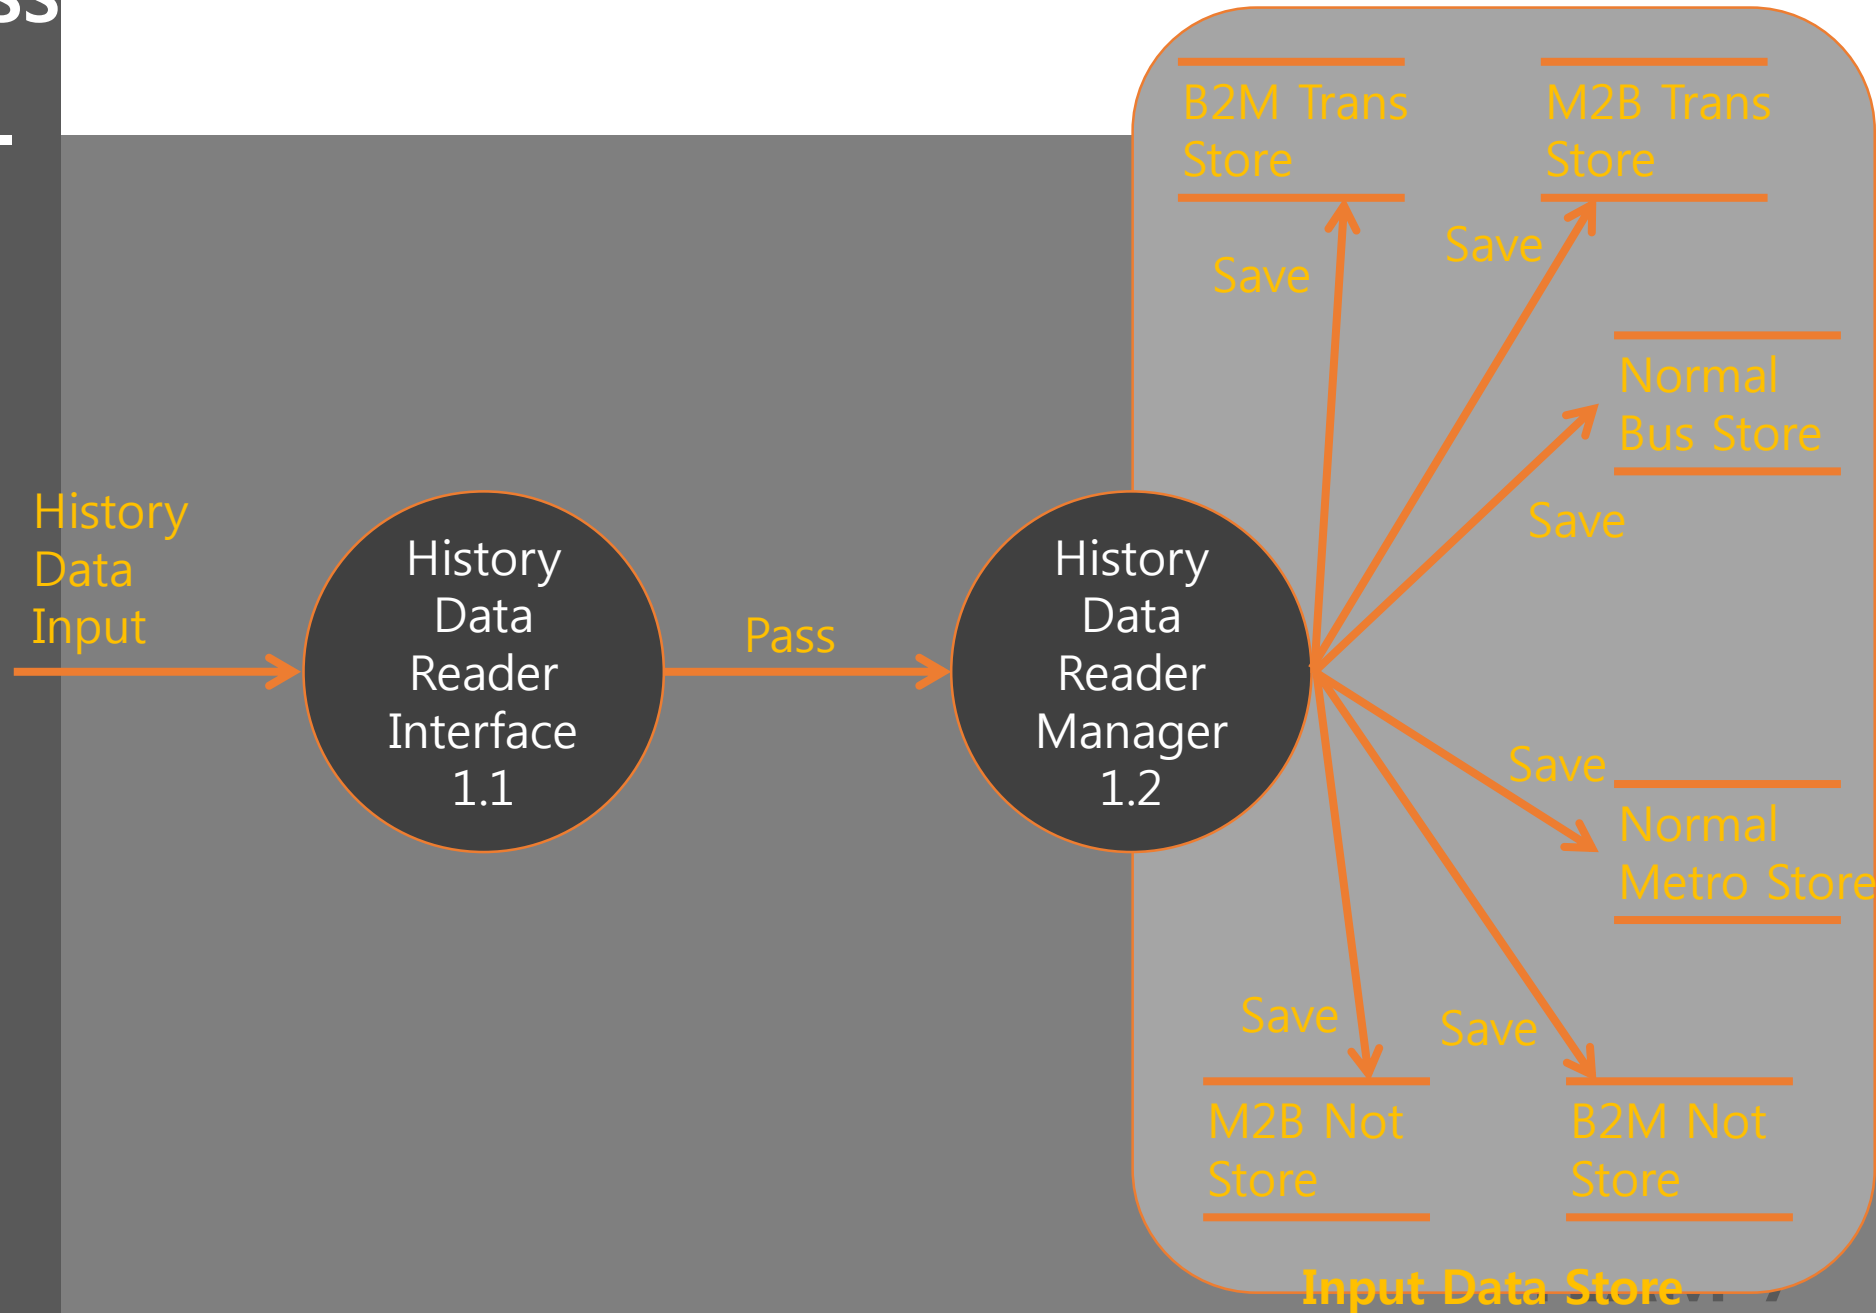 ss
History
Data
Input
History
Data
Reader
Interface
1.1
Pass
History
Data
Reader
Manager
1.2
B2M Trans
Store
M2B Trans
Store
Save
Save
Normal
Bus Store
Save
Save
Normal
Metro Store
Save
Save
M2B Not
Store
B2M Not
Store
Input Data Store